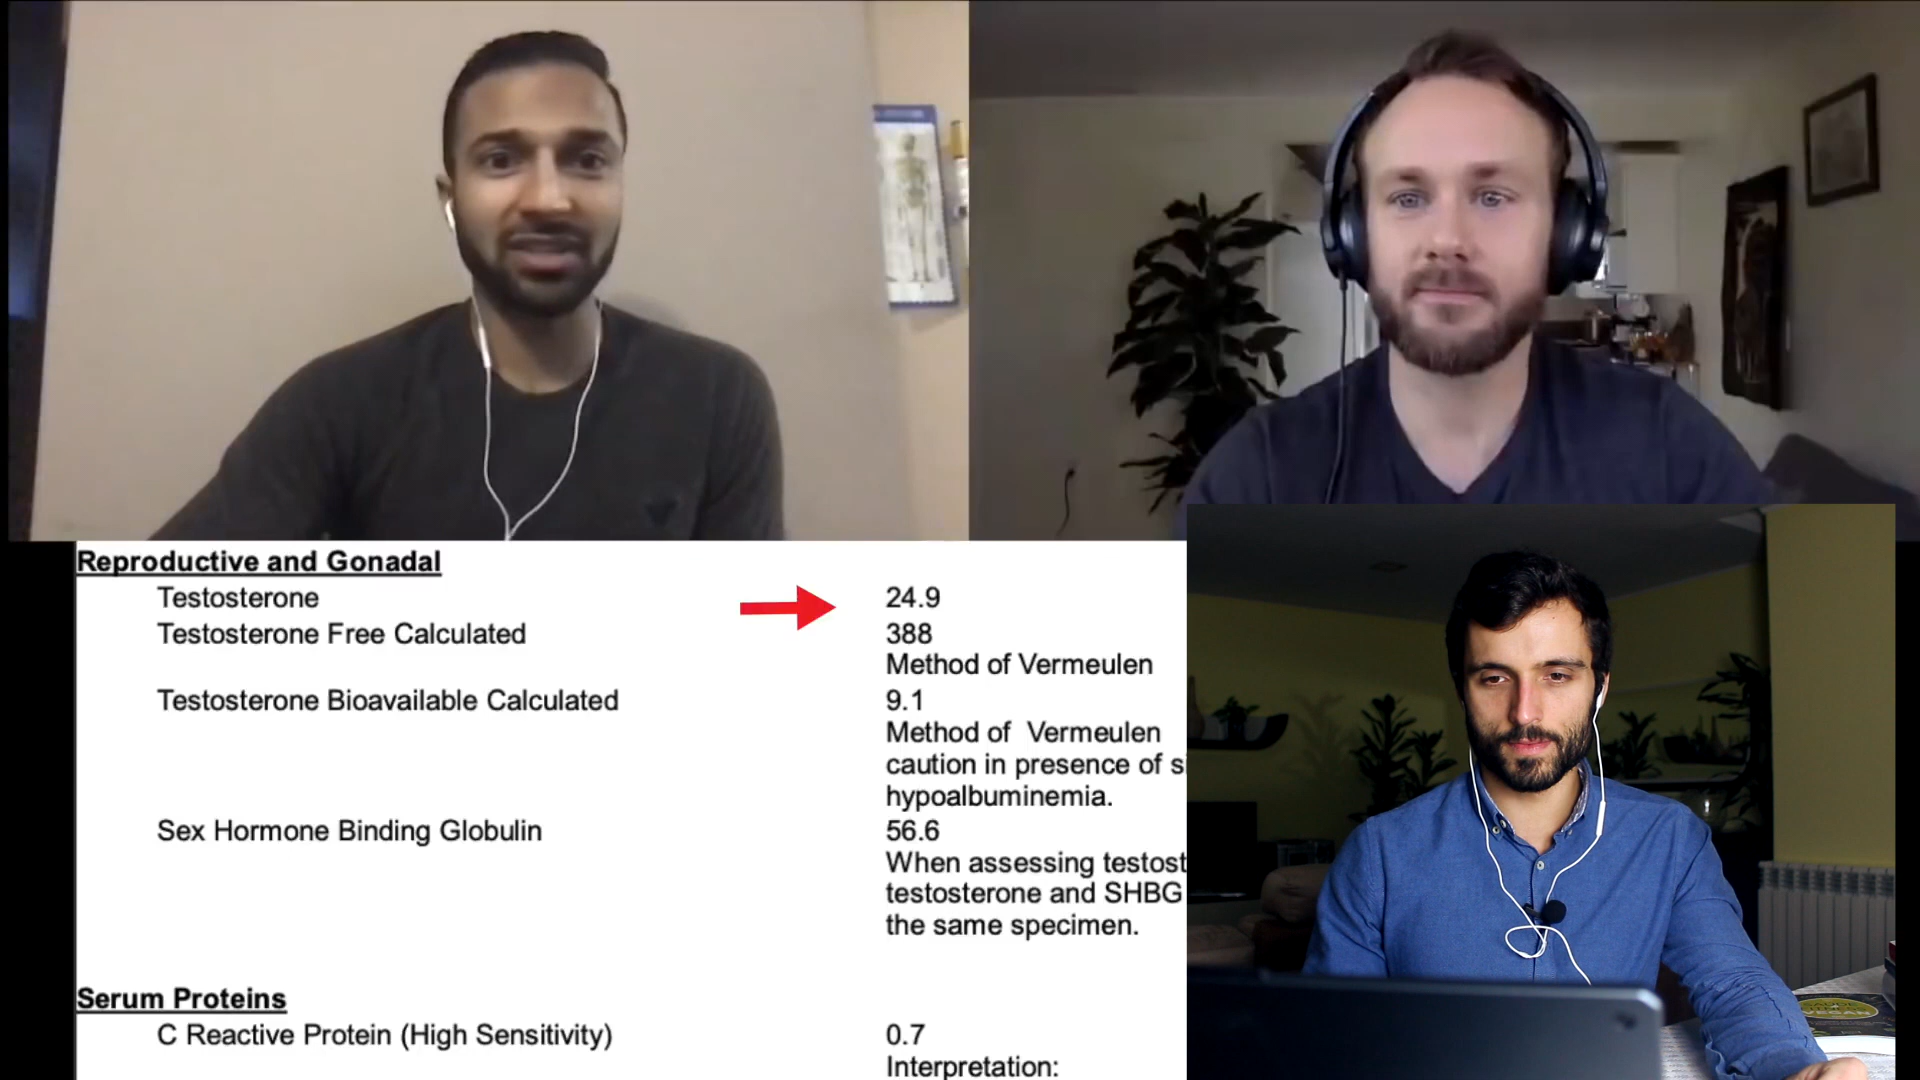 Reproductive and Gonadal
Testosterone 24.9
Testosterone Free Calculated 388
Method of Vermeulen
Testosterone Bioavailable Calculated 9.1
Method of Vermeulen
caution in presence of
hypoalbuminemia.
Sex Hormone Binding Globulin 56.6
When assessing
testosterone and SHBG
the same specimen.
Serum Proteins
C Reactive Protein (High Sensitivity) 0.7
Interpretation:
VEGAN